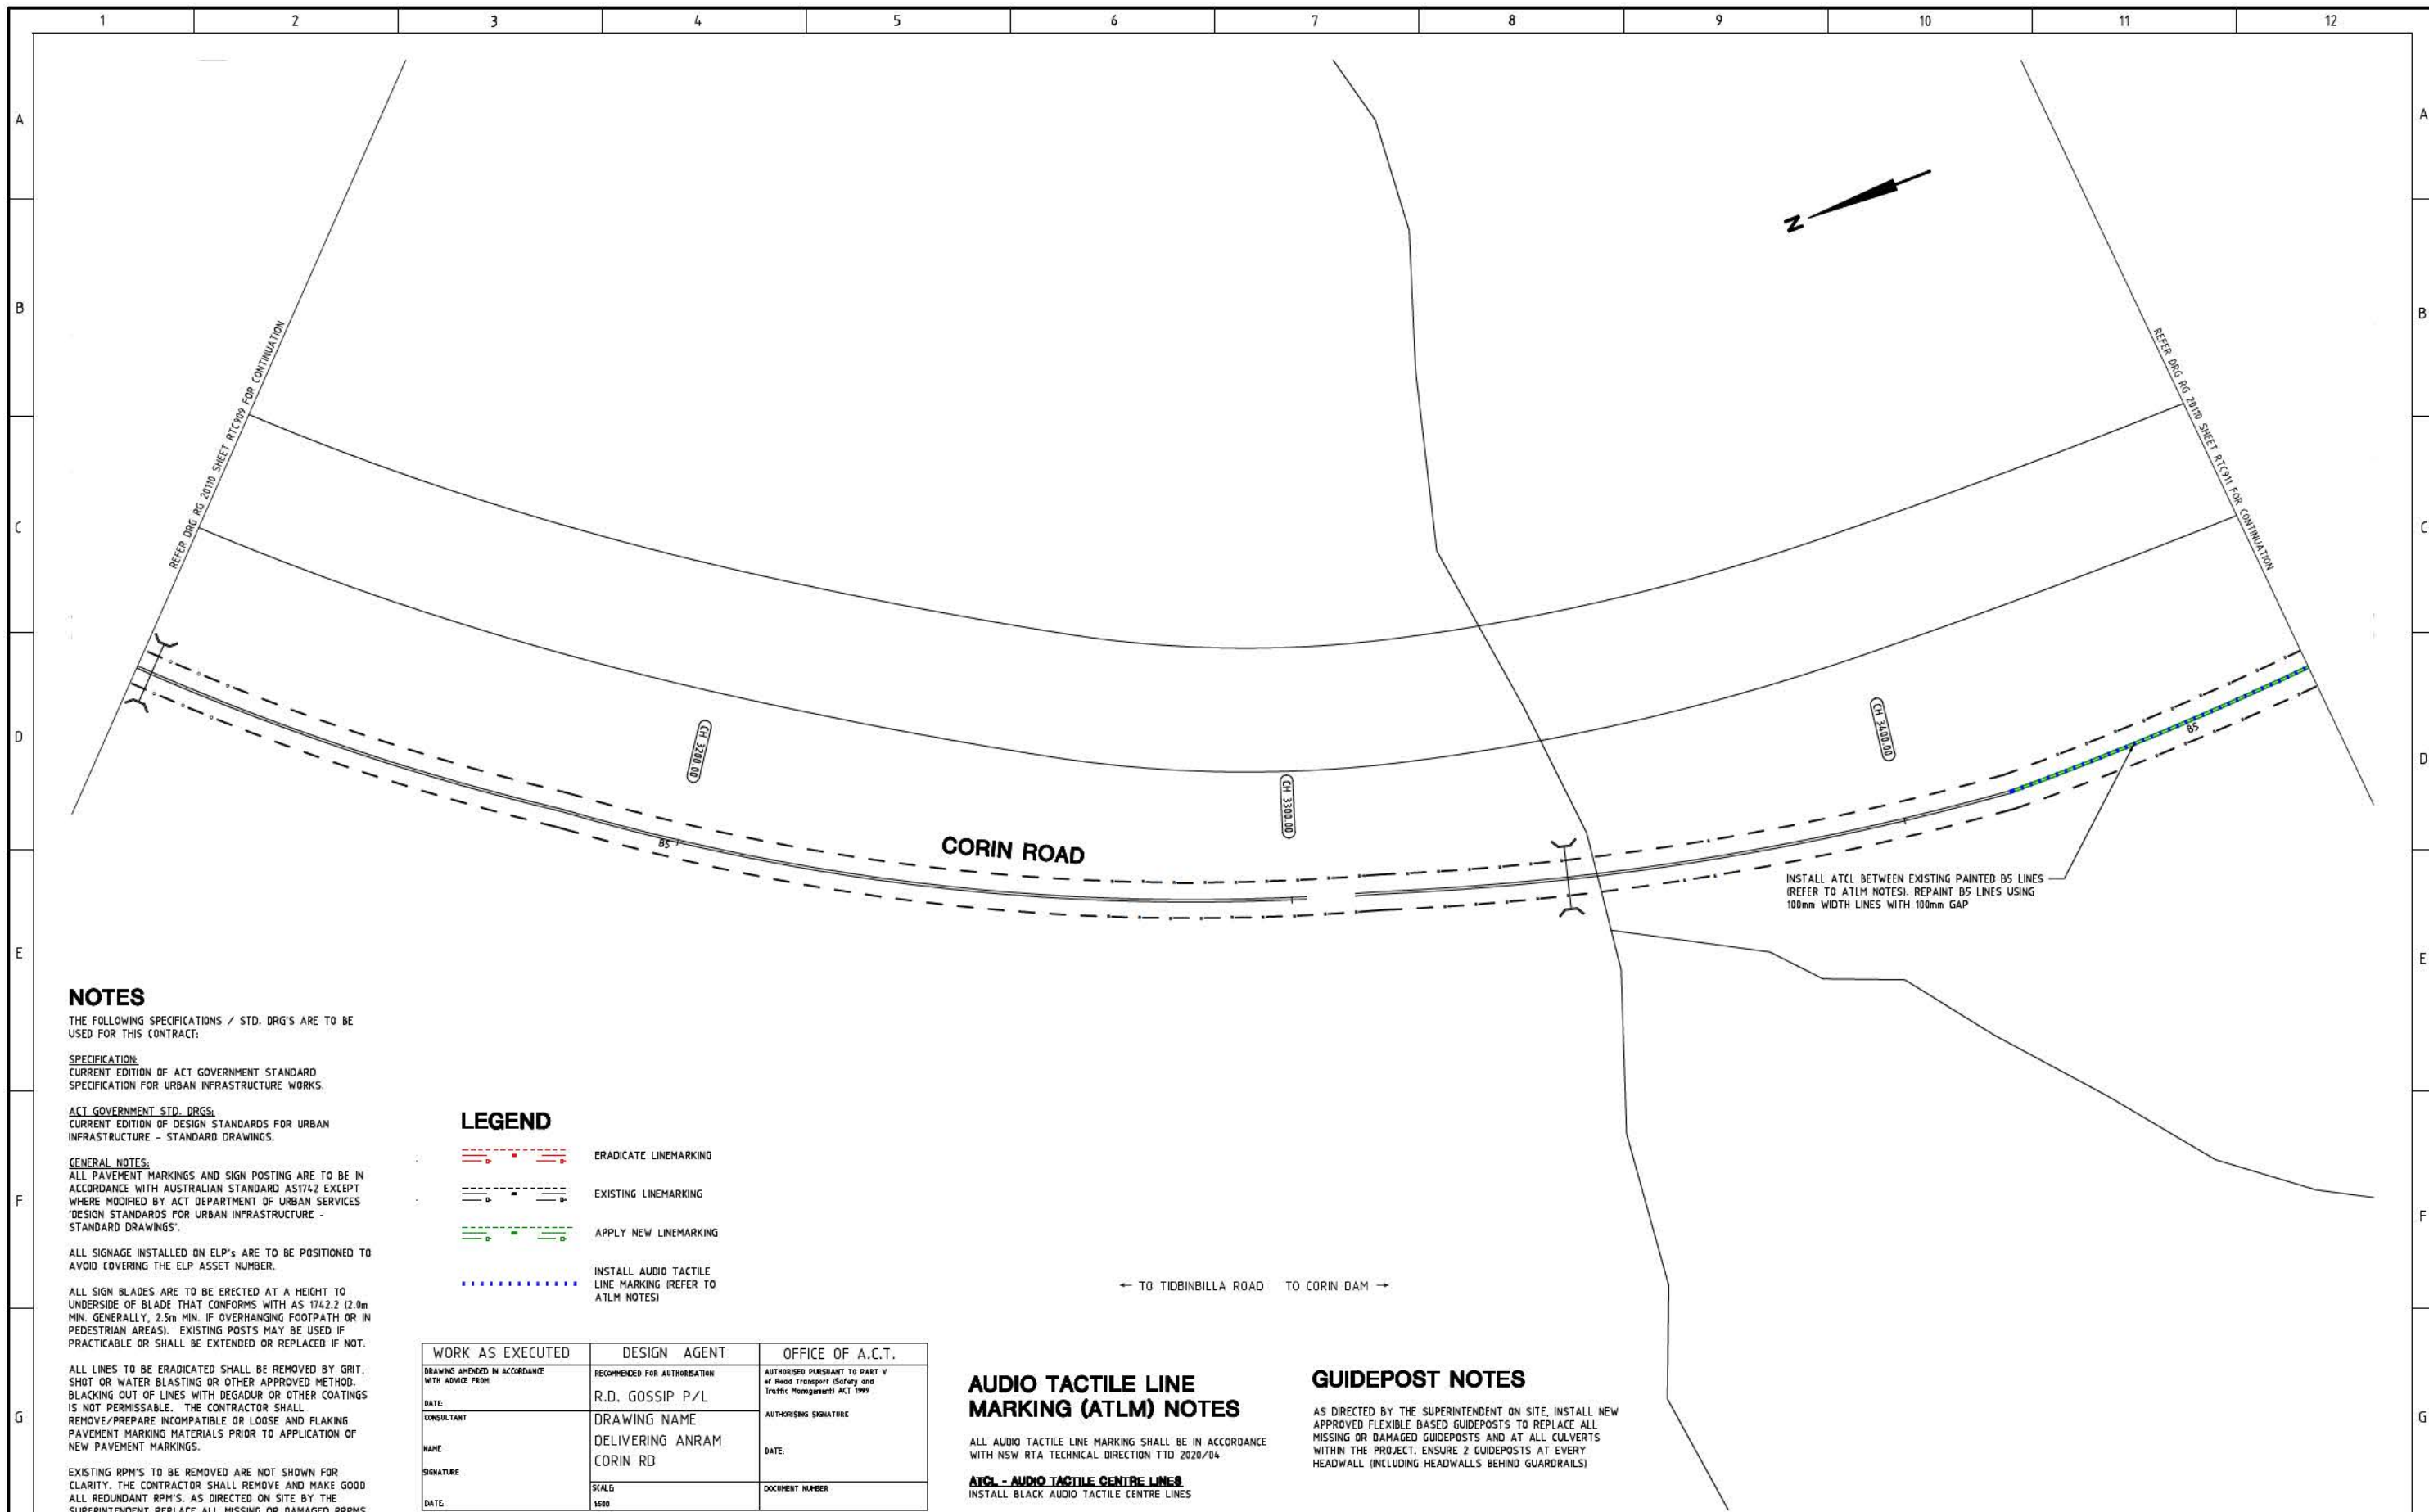 1 2 3 4 5 6 7 8 9 10 11 12
A A
B B
C C
D D
E E
F F
G G
N
REFER DRG RG 20110 SHEET RTC909 FOR CONTINUATION
REFER DRG RG 20110 SHEET RTC911 FOR CONTINUATION
CH 3200.00
CH 3300.00
CH 3400.00
BS
BS
CORIN ROAD
INSTALL ATCL BETWEEN EXISTING PAINTED BS LINES
(REFER TO ATLM NOTES). REPAINT BS LINES USING
100mm WIDTH LINES WITH 100mm GAP
NOTES
THE FOLLOWING SPECIFICATIONS / STD. DRG'S ARE TO BE
USED FOR THIS CONTRACT:
SPECIFICATION:
CURRENT EDITION OF ACT GOVERNMENT STANDARD
SPECIFICATION FOR URBAN INFRASTRUCTURE WORKS.
ACT GOVERNMENT STD. DRGS:
CURRENT EDITION OF DESIGN STANDARDS FOR URBAN
INFRASTRUCTURE - STANDARD DRAWINGS.
GENERAL NOTES:
ALL PAVEMENT MARKINGS AND SIGN POSTING ARE TO BE IN
ACCORDANCE WITH AUSTRALIAN STANDARD AS1742 EXCEPT
WHERE MODIFIED BY ACT DEPARTMENT OF URBAN SERVICES
'DESIGN STANDARDS FOR URBAN INFRASTRUCTURE -
STANDARD DRAWINGS'.
ALL SIGNAGE INSTALLED ON ELP's ARE TO BE POSITIONED TO
AVOID COVERING THE ELP ASSET NUMBER.
ALL SIGN BLADES ARE TO BE ERECTED AT A HEIGHT TO
UNDERSIDE OF BLADE THAT CONFORMS WITH AS 1742.2 (2.0m
MIN. GENERALLY, 2.5m MIN. IF OVERHANGING FOOTPATH OR IN
PEDESTRIAN AREAS). EXISTING POSTS MAY BE USED IF
PRACTICABLE OR SHALL BE EXTENDED OR REPLACED IF NOT.
ALL LINES TO BE ERADICATED SHALL BE REMOVED BY GRIT,
SHOT OR WATER BLASTING OR OTHER APPROVED METHOD.
BLACKING OUT OF LINES WITH DEGADUR OR OTHER COATINGS
IS NOT PERMISSABLE. THE CONTRACTOR SHALL
REMOVE/PREPARE INCOMPATIBLE OR LOOSE AND FLAKING
PAVEMENT MARKING MATERIALS PRIOR TO APPLICATION OF
NEW PAVEMENT MARKINGS.
EXISTING RPM'S TO BE REMOVED ARE NOT SHOWN FOR
CLARITY. THE CONTRACTOR SHALL REMOVE AND MAKE GOOD
ALL REDUNDANT RPM'S. AS DIRECTED ON SITE BY THE
SUPERINTENDENT REPLACE ALL MISSING OR DAMAGED RRPMS
LEGEND
ERADICATE LINEMARKING
EXISTING LINEMARKING
APPLY NEW LINEMARKING
INSTALL AUDIO TACTILE
LINE MARKING (REFER TO
ATLM NOTES)
← TO TIDBINBILLA ROAD TO CORIN DAM →
WORK AS EXECUTED
DRAWING AMENDED IN ACCORDANCE
WITH ADVICE FROM
DATE:
CONSULTANT
NAME
SIGNATURE
DATE:
DESIGN AGENT
RECOMMENDED FOR AUTHORISATION
R.D. GOSSIP P/L
DRAWING NAME
DELIVERING ANRAM
CORIN RD
SCALE:
1:500
OFFICE OF A.C.T.
AUTHORISED PURSUANT TO PART V
of Road Transport (Safety and
Traffic Management) ACT 1999
AUTHORISING SIGNATURE
DATE:
DOCUMENT NUMBER
AUDIO TACTILE LINE
MARKING (ATLM) NOTES
ALL AUDIO TACTILE LINE MARKING SHALL BE IN ACCORDANCE
WITH NSW RTA TECHNICAL DIRECTION TTD 2020/04
ATCL - AUDIO TACTILE CENTRE LINES
INSTALL BLACK AUDIO TACTILE CENTRE LINES
GUIDEPOST NOTES
AS DIRECTED BY THE SUPERINTENDENT ON SITE, INSTALL NEW
APPROVED FLEXIBLE BASED GUIDEPOSTS TO REPLACE ALL
MISSING OR DAMAGED GUIDEPOSTS AND AT ALL CULVERTS
WITHIN THE PROJECT. ENSURE 2 GUIDEPOSTS AT EVERY
HEADWALL (INCLUDING HEADWALLS BEHIND GUARDRAILS)